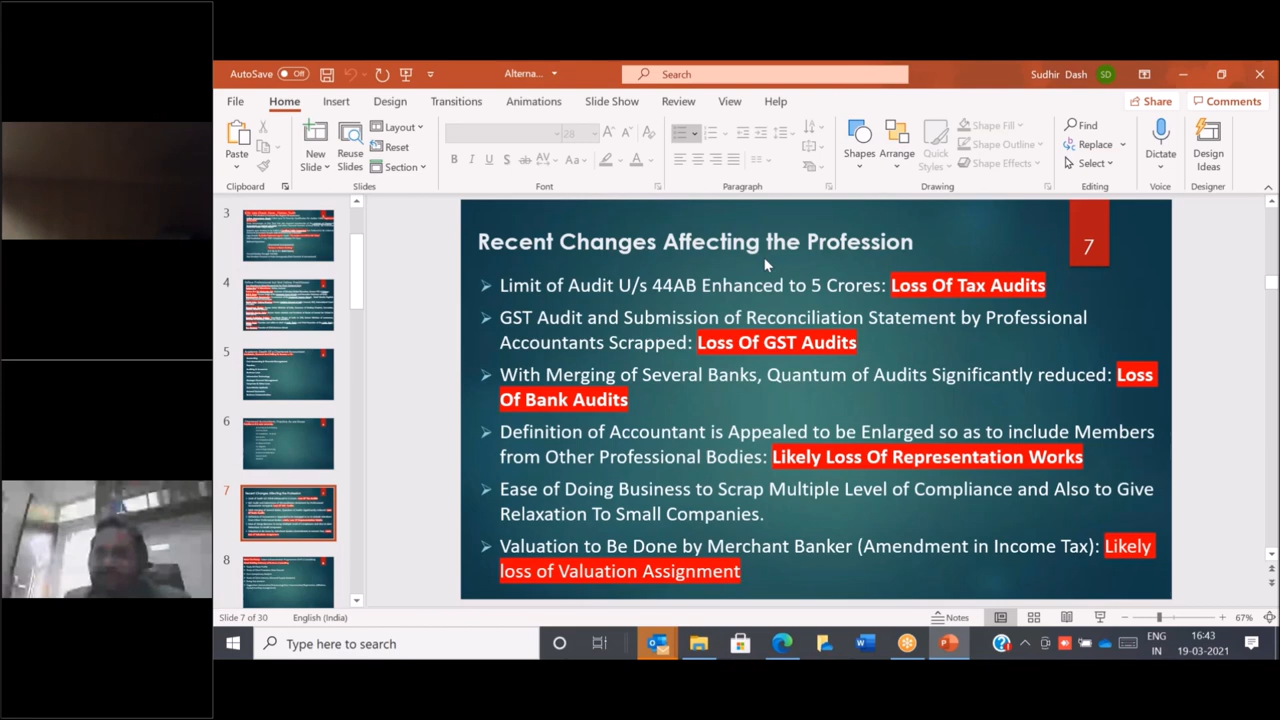 AutoSave Off
Alterna...
Search
Sudhir Dash
SD
File Home Insert Design Transitions Animations Slide Show Review View Help
Share Comments
Paste
New Slide
Reuse Slides
Layout
Reset
Section
28
B I U S ab AV Aa A
Shapes
Arrange
Quick Styles
Shape Fill
Shape Outline
Shape Effects
Find
Replace
Select
Dictate
Design Ideas
Clipboard Slides Font Paragraph Drawing Editing Voice Designer
3
4
5
6
7
8
Recent Changes Affecting the Profession
7
Limit of Audit U/s 44AB Enhanced to 5 Crores: Loss Of Tax Audits
GST Audit and Submission of Reconciliation Statement by Professional
Accountants Scrapped: Loss Of GST Audits
With Merging of Several Banks, Quantum of Audits Significantly reduced: Loss
Of Bank Audits
Definition of Accountant is Appealed to be Enlarged so as to include Members
from Other Professional Bodies: Likely Loss Of Representation Works
Ease of Doing Business to Scrap Multiple Level of Compliance and Also to Give
Relaxation To Small Companies.
Valuation to Be Done by Merchant Banker (Amendment in Income Tax): Likely
loss of Valuation Assignment
Slide 7 of 30 English (India)
Notes
67%
Type here to search
ENG
IN
16:43
19-03-2021